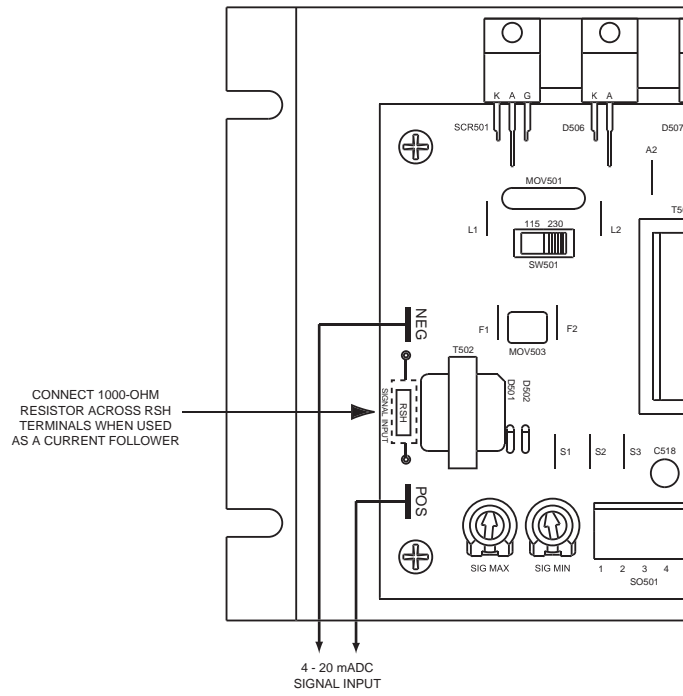 K A G
K A
SCR501
D506
D507
A2
MOV501
L1
115 230
L2
SW501
NEG
F1
F2
MOV503
T502
D501
D502
CONNECT 1000-OHM
RESISTOR ACROSS RSH
TERMINALS WHEN USED
AS A CURRENT FOLLOWER
SIGNAL INPUT
RSH
S1
S2
S3
C518
POS
SIG MAX
SIG MIN
1 2 3 4
SO501
4 - 20 mADC
SIGNAL INPUT